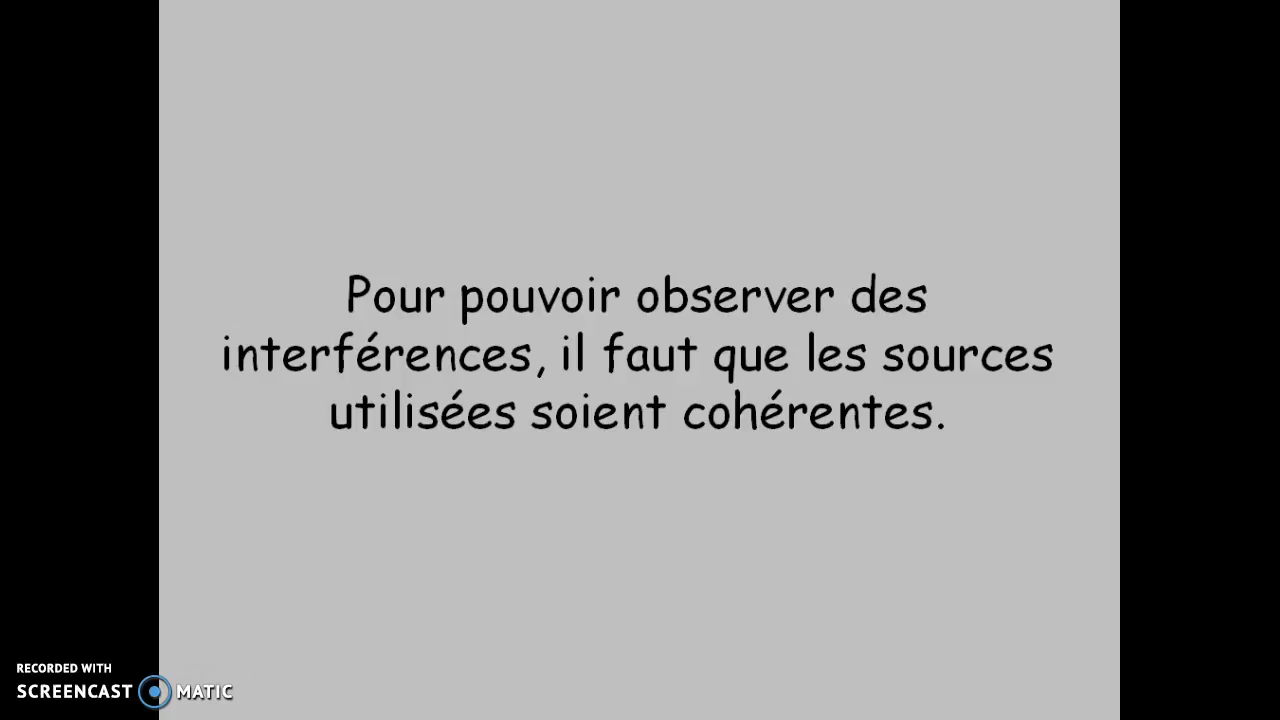 Pour pouvoir observer des
interférences, il faut que les sources
utilisées soient cohérentes.
RECORDED WITH
SCREENCAST MATIC